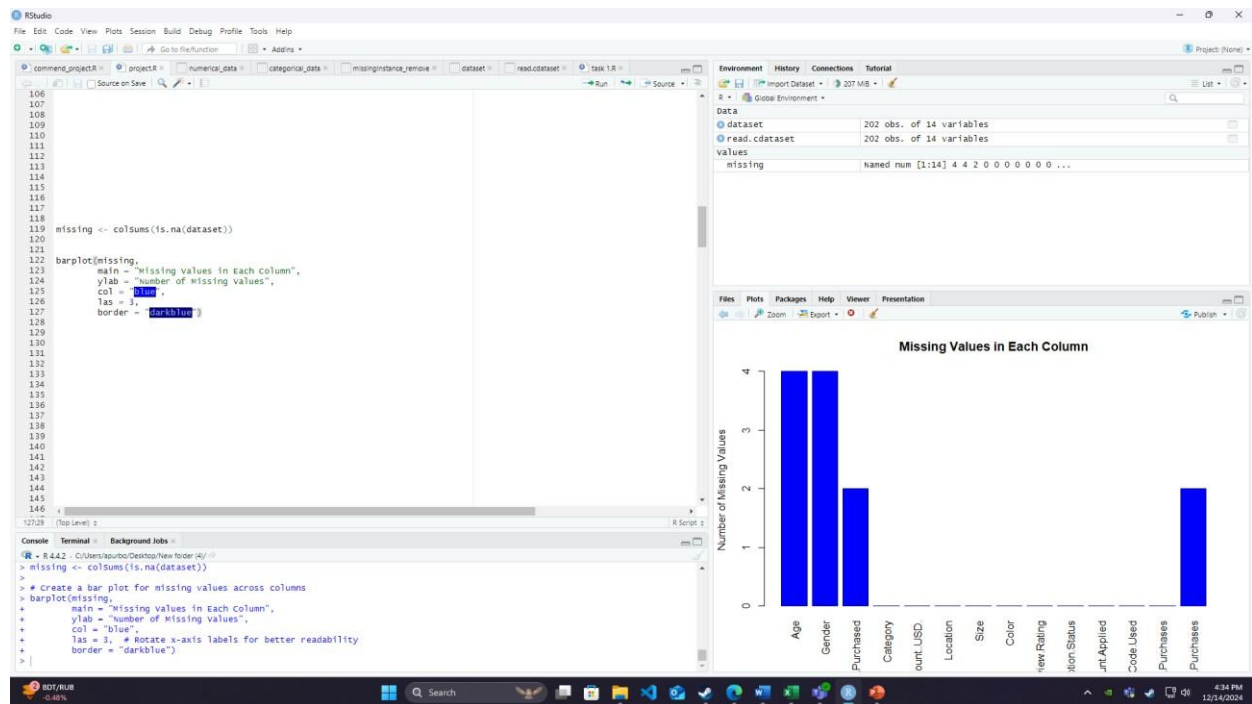 RStudio
File Edit Code View Plots Session Build Debug Profile Tools Help
Go to file/function Addins
Project: (None)
commend_project.R project.R numerical_data categorical_data missingInstance_remove dataset read.cdataset task 1.R
Source on Save Run Source
106
107
108
109
110
111
112
113
114
115
116
117
118
119 missing <- colSums(is.na(dataset))
120
121
122 barplot(missing,
123 main = "Missing Values in Each Column",
124 ylab = "Number of Missing Values",
125 col = "blue",
126 las = 3,
127 border = "darkblue")
128
129
130
131
132
133
134
135
136
137
138
139
140
141
142
143
144
145
146
127:29 (Top Level) R Script
Console Terminal Background Jobs
R 4.4.2 · C:/Users/apurbo/Desktop/New folder (4)/
> missing <- colSums(is.na(dataset))
>
> # Create a bar plot for missing values across columns
> barplot(missing,
+ main = "Missing Values in Each Column",
+ ylab = "Number of Missing Values",
+ col = "blue",
+ las = 3, # Rotate x-axis labels for better readability
+ border = "darkblue")
>
Environment History Connections Tutorial
Import Dataset 207 MiB List
R Global Environment
Data
dataset 202 obs. of 14 variables
read.cdataset 202 obs. of 14 variables
values
missing Named num [1:14] 4 4 2 0 0 0 0 0 0 0 ...
Files Plots Packages Help Viewer Presentation
Zoom Export Publish
Missing Values in Each Column
Number of Missing Values
4
3
2
1
0
Age
Gender
Purchased
Category
ount.USD.
Location
Size
Color
iew.Rating
tion.Status
nt.Applied
Code.Used
Purchases
Purchases
2 BDT/RUB
-0.48%
Search
4:34 PM
12/14/2024